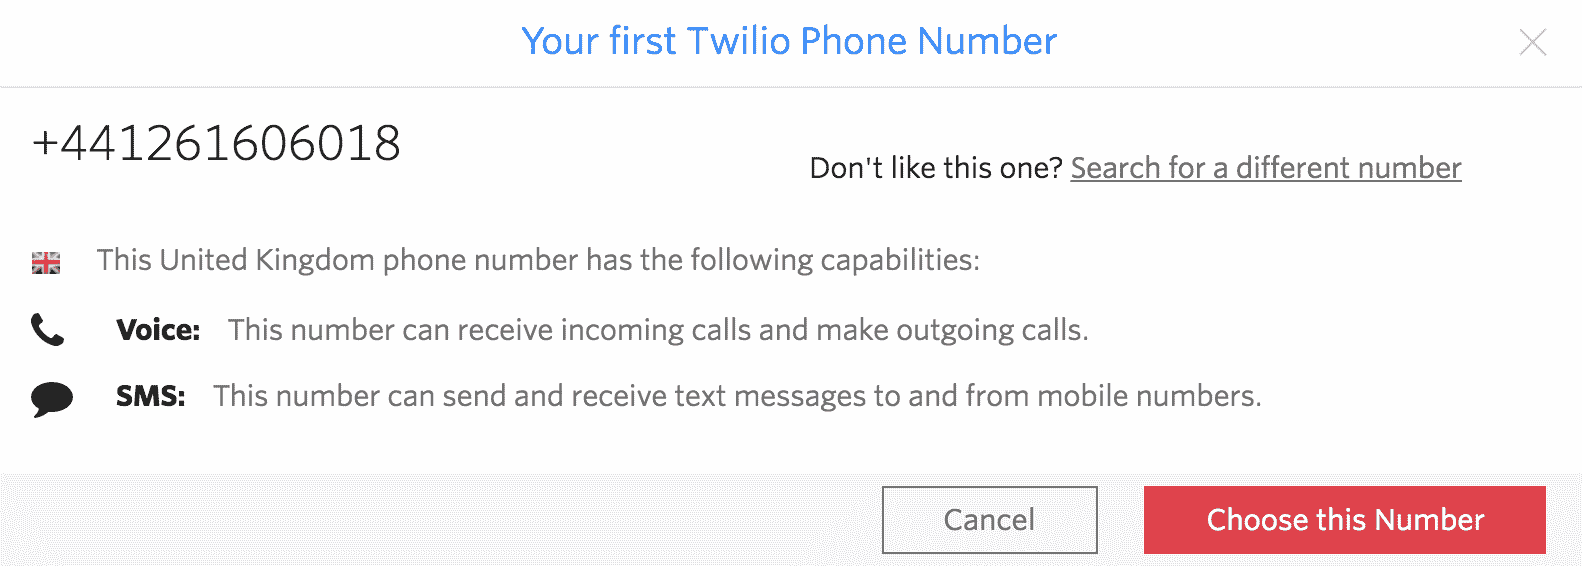 Your first Twilio Phone Number
+441261606018
Don't like this one? Search for a different number
This United Kingdom phone number has the following capabilities:
Voice: This number can receive incoming calls and make outgoing calls.
SMS: This number can send and receive text messages to and from mobile numbers.
Cancel
Choose this Number